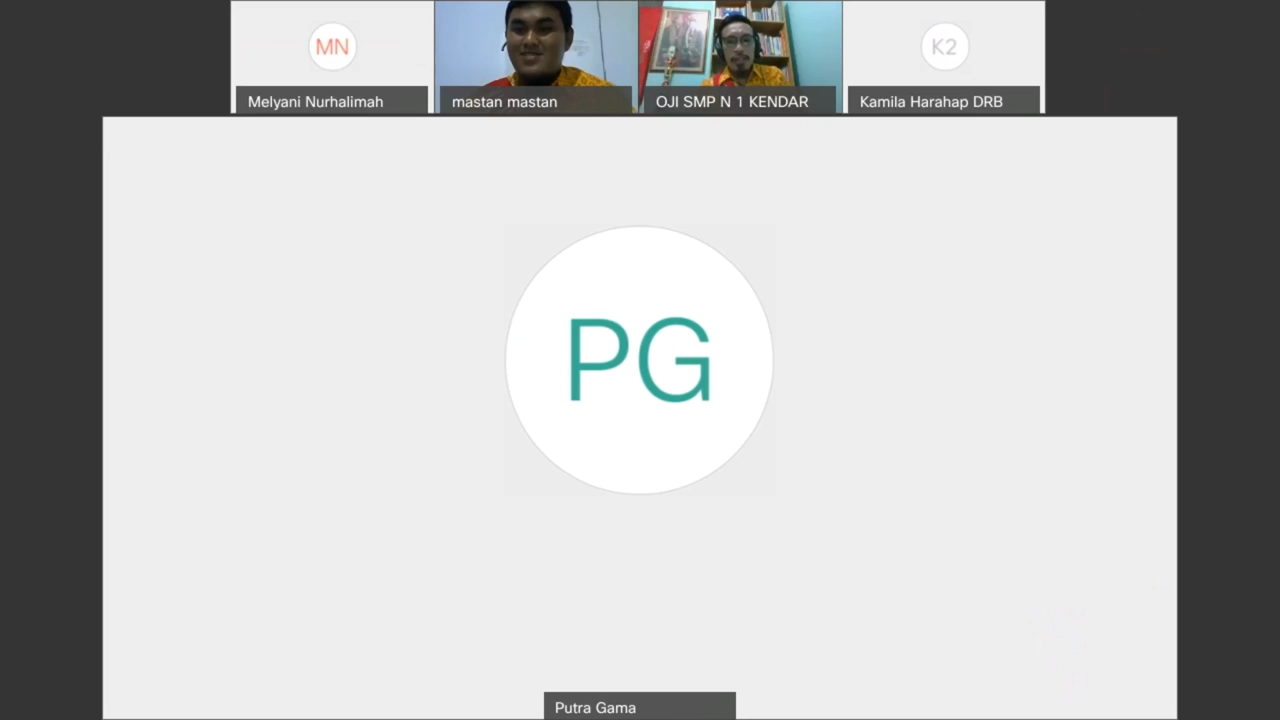 MN
Melyani Nurhalimah
mastan mastan
OJI SMP N 1 KENDAR
K2
Kamila Harahap DRB
PG
Putra Gama